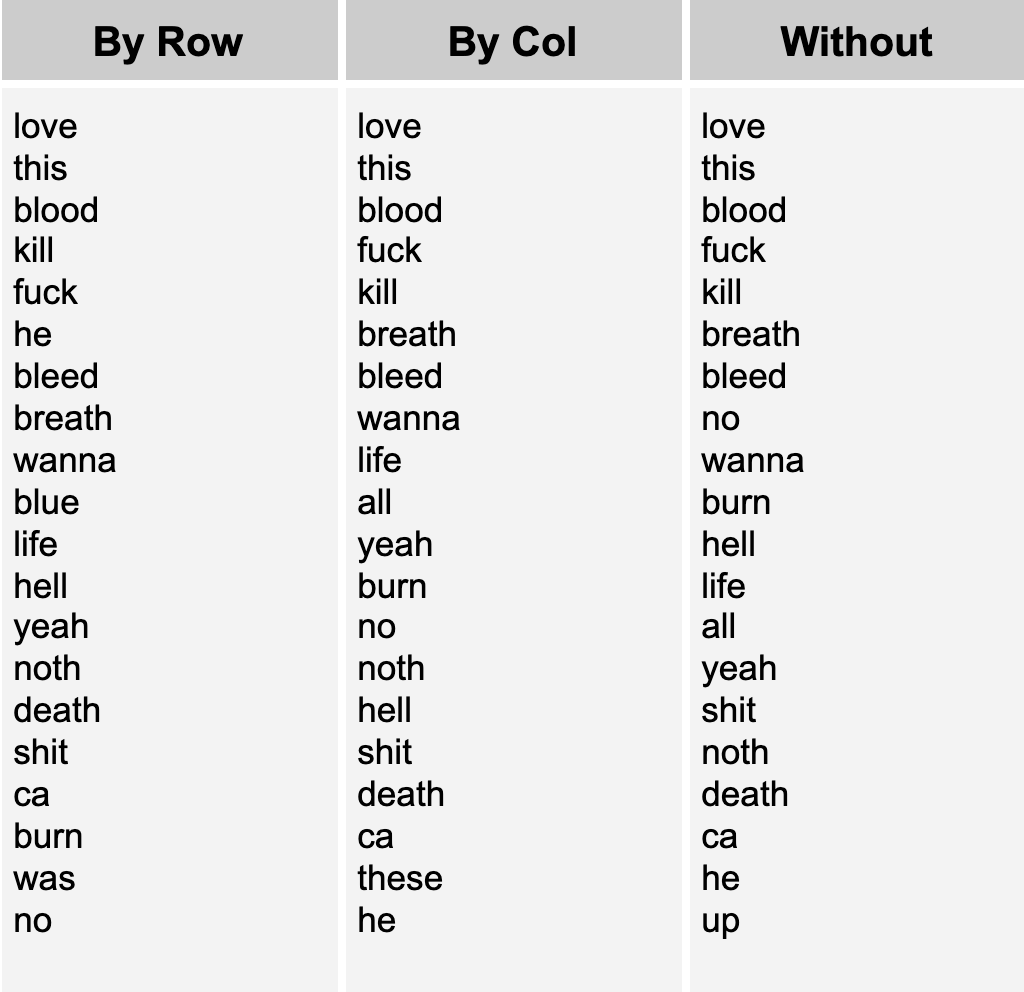 By Row By Col Without
love love love
this this this
blood blood blood
kill fuck fuck
fuck kill kill
he breath breath
bleed bleed bleed
breath wanna no
wanna life wanna
blue all burn
life yeah hell
hell burn life
yeah no all
noth noth yeah
death hell shit
shit shit noth
ca death death
burn ca ca
was these he
no he up